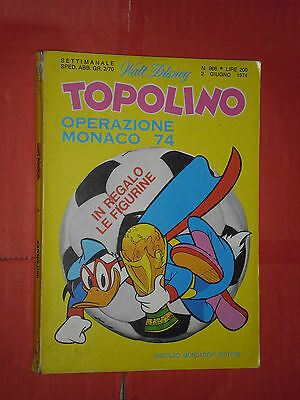 SETTIMANALE
SPED. ABB. GR. 2/70
Walt Disney
N. 966 • LIRE 200
2 GIUGNO 1974
TOPOLINO
OPERAZIONE
MONACO 74
IN REGALO
LE FIGURINE
ARNOLDO MONDADORI EDITORE